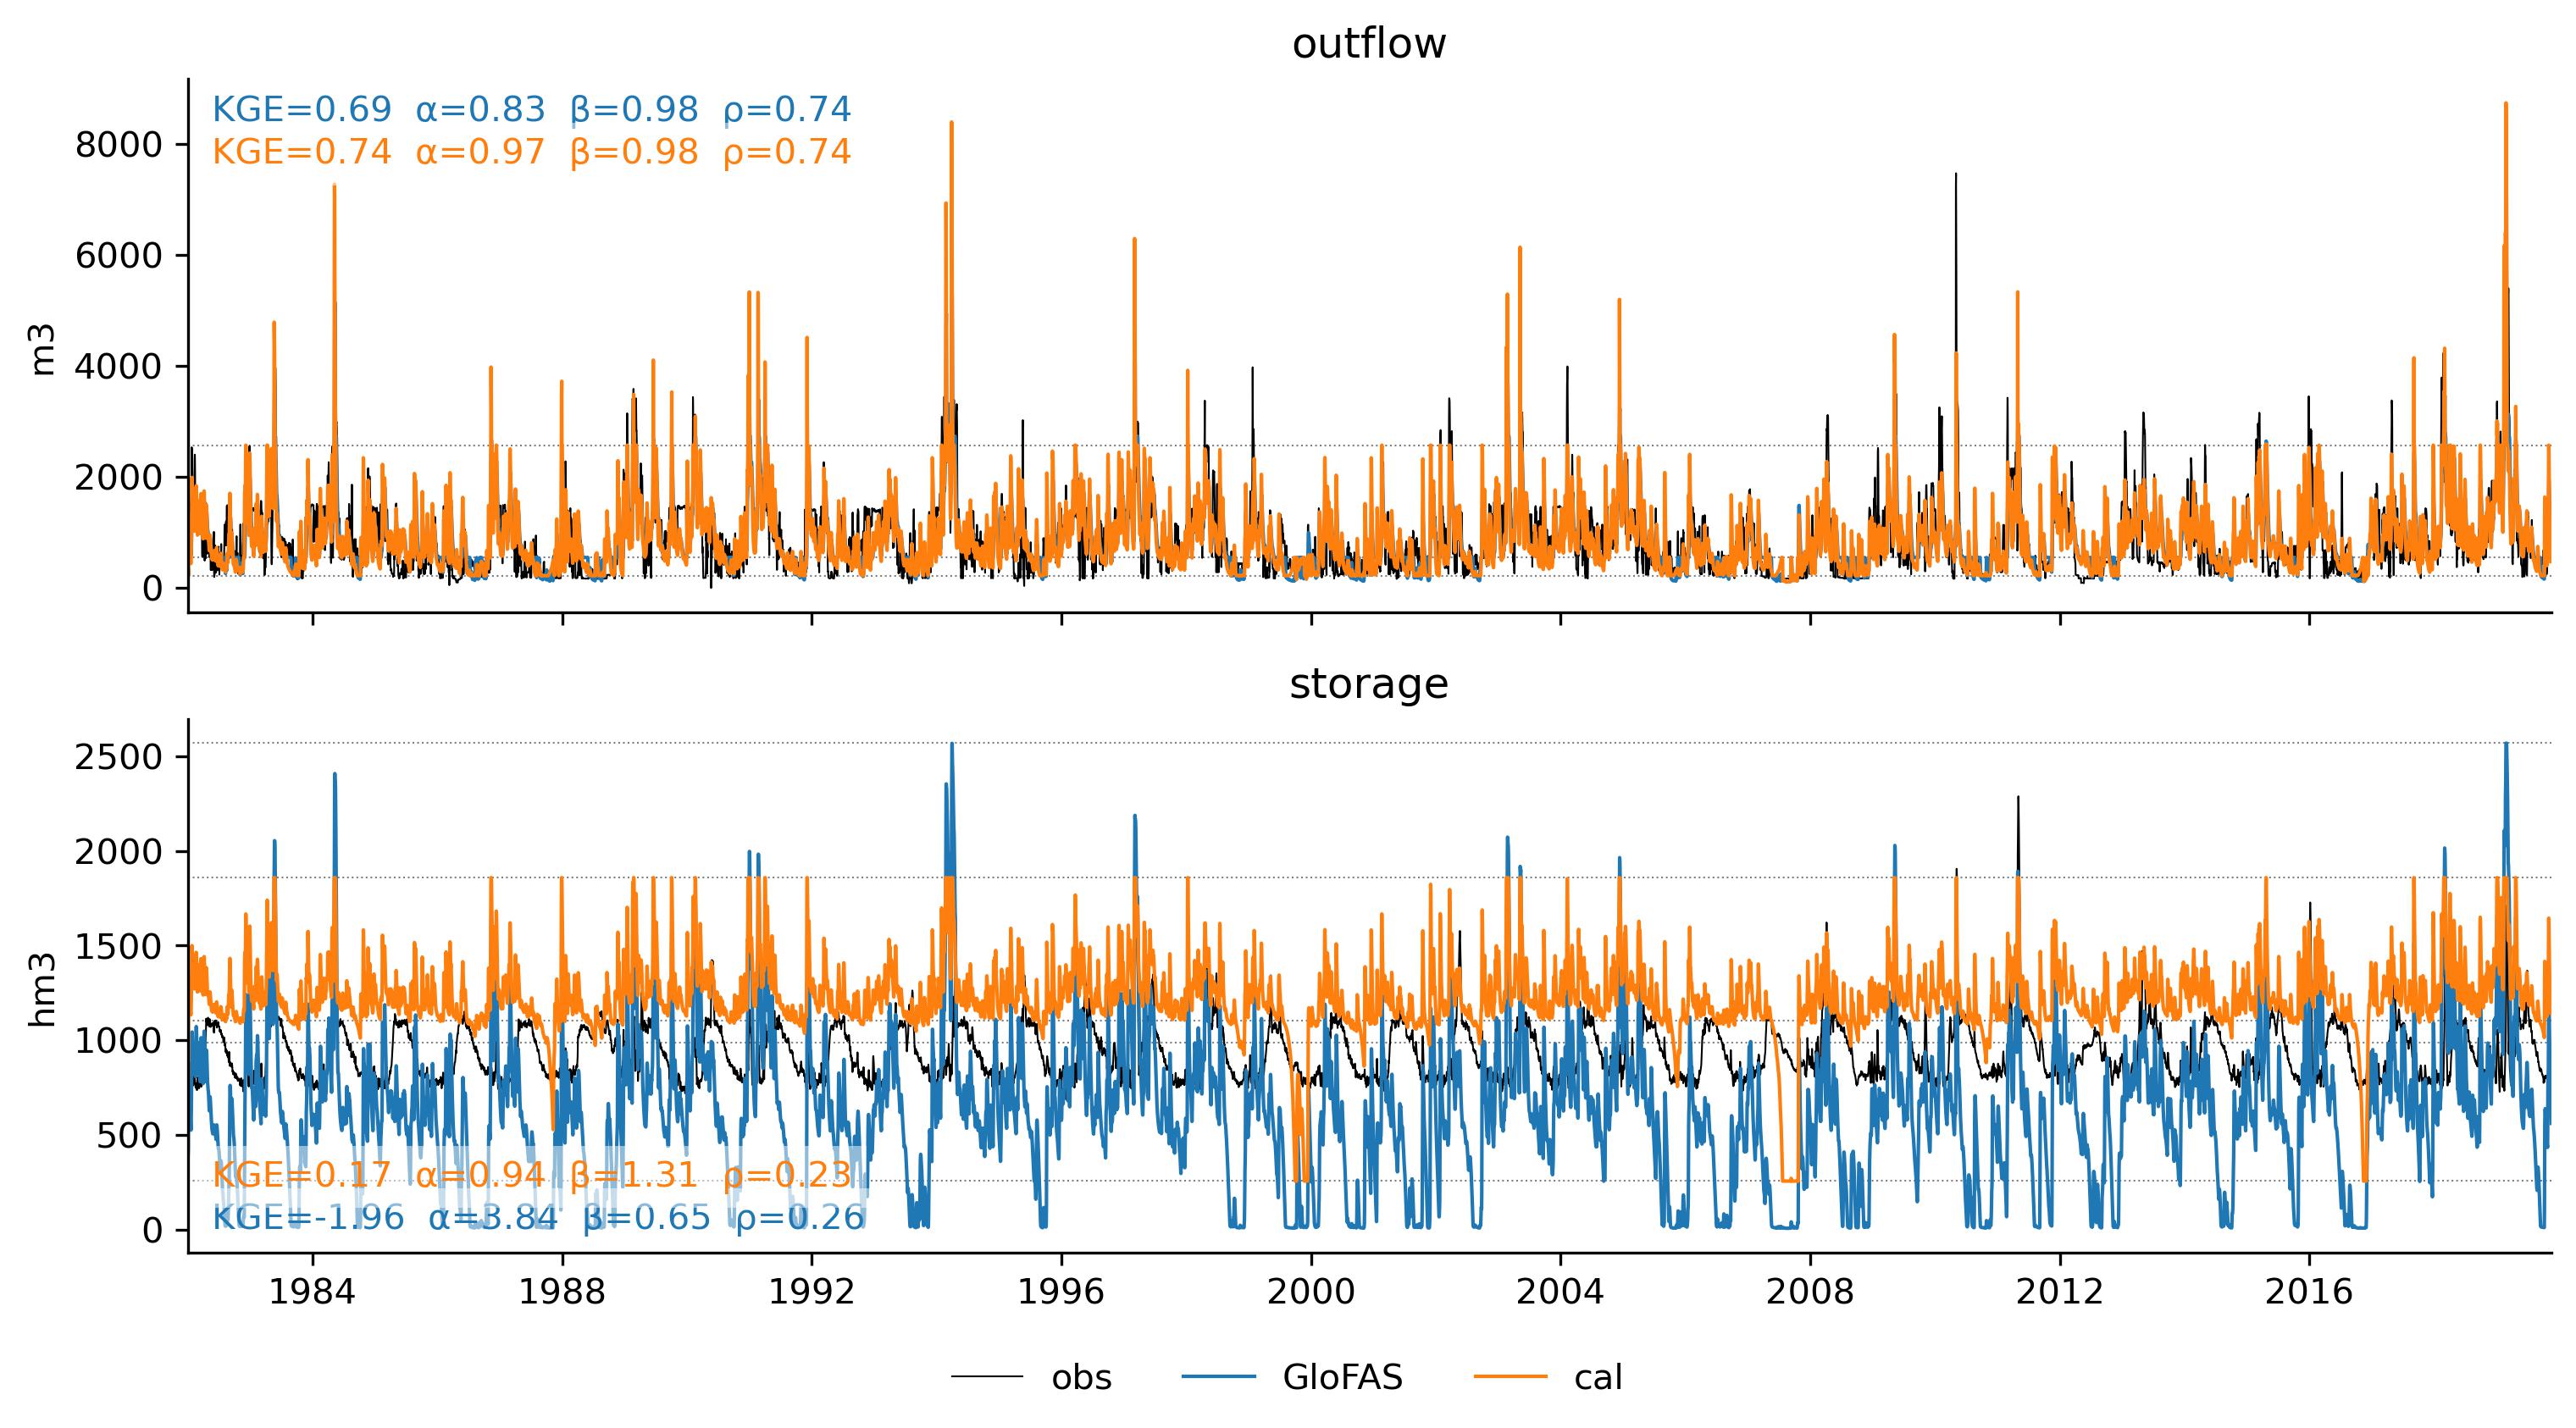 outflow
KGE=0.69 α=0.83 β=0.98 ρ=0.74
KGE=0.74 α=0.97 β=0.98 ρ=0.74
8000
6000
4000
2000
0
m3
storage
2500
2000
1500
1000
500
0
hm3
KGE=0.17 α=0.94 β=1.31 ρ=0.23
KGE=-1.96 α=3.84 β=0.65 ρ=0.26
1984 1988 1992 1996 2000 2004 2008 2012 2016
obs GloFAS cal